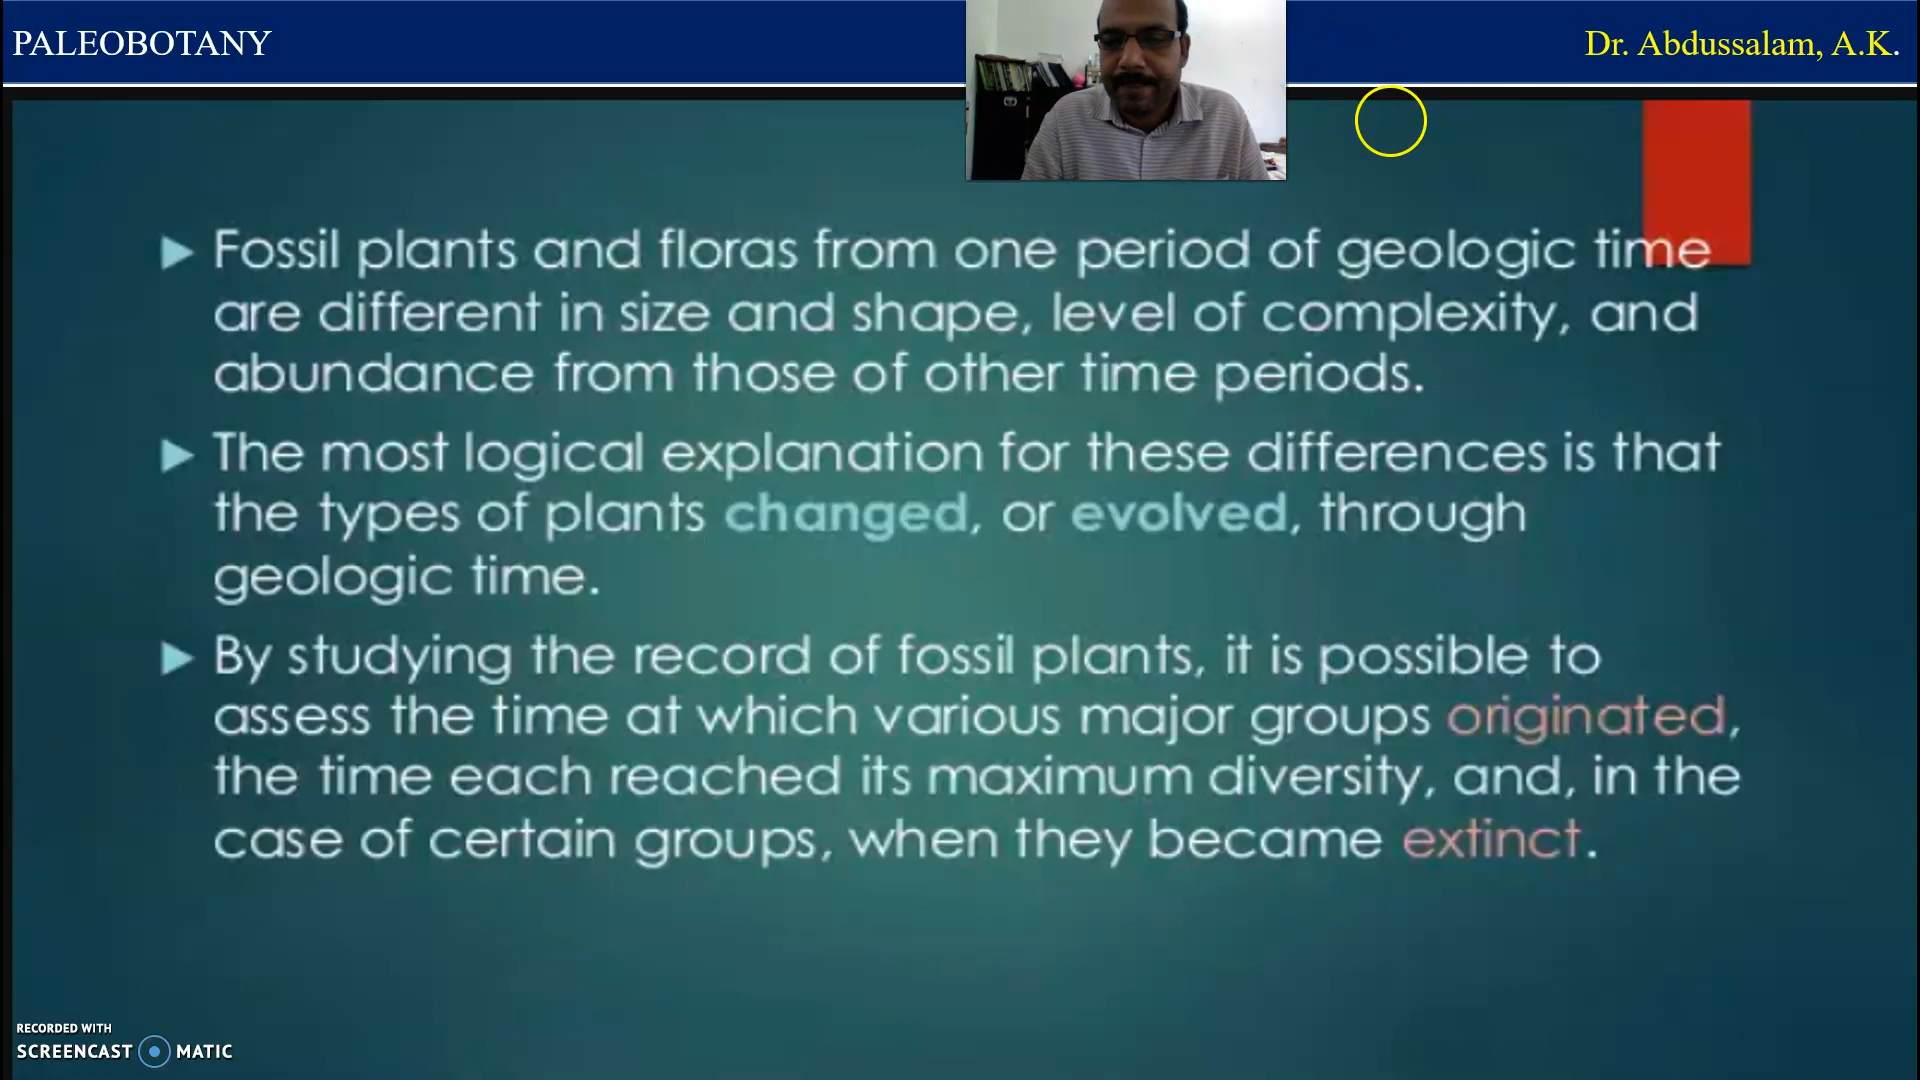 PALEOBOTANY
Dr. Abdussalam, A.K.
Fossil plants and floras from one period of geologic time
are different in size and shape, level of complexity, and
abundance from those of other time periods.
The most logical explanation for these differences is that
the types of plants changed, or evolved, through
geologic time.
By studying the record of fossil plants, it is possible to
assess the time at which various major groups originated,
the time each reached its maximum diversity, and, in the
case of certain groups, when they became extinct.
RECORDED WITH
SCREENCAST MATIC